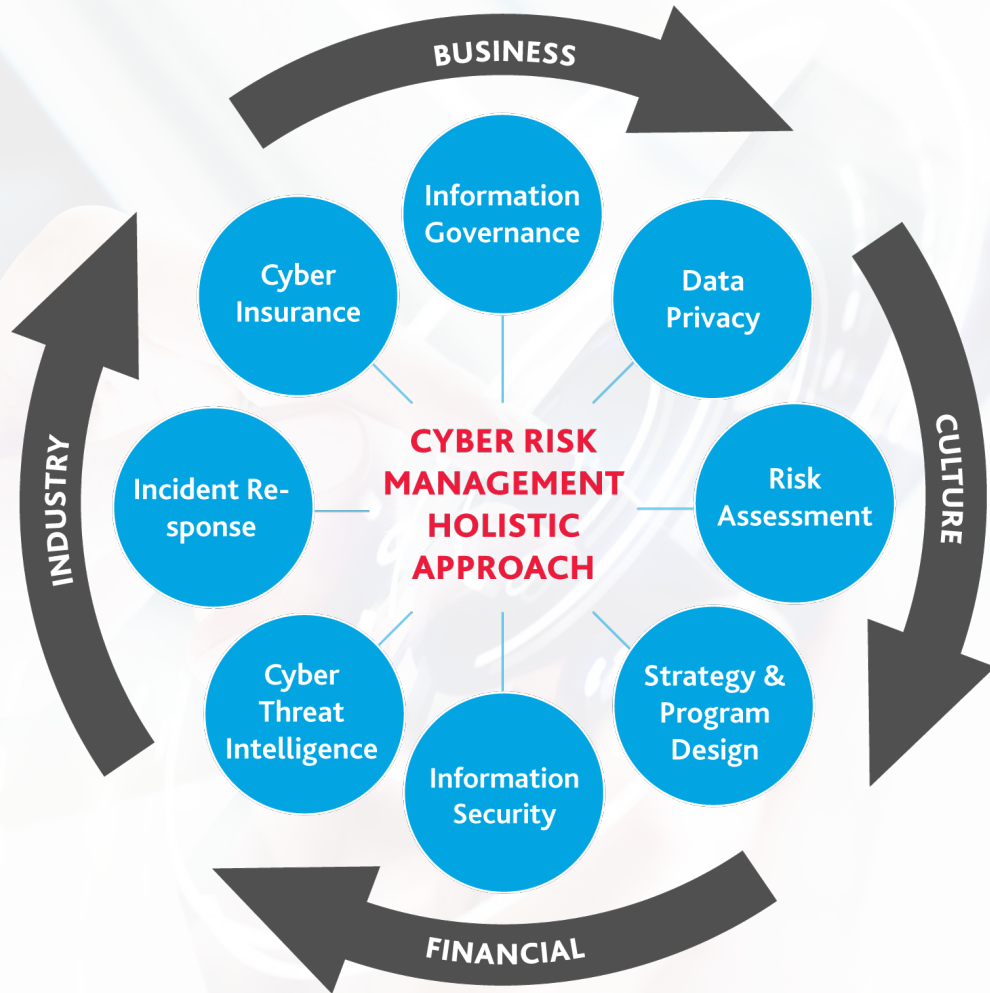 BUSINESS
Information
Governance
Cyber
Insurance
Data
Privacy
CULTURE
INDUSTRY
CYBER RISK
MANAGEMENT
HOLISTIC
APPROACH
Incident Re-
sponse
Risk
Assessment
Cyber
Threat
Intelligence
Strategy &
Program
Design
Information
Security
FINANCIAL